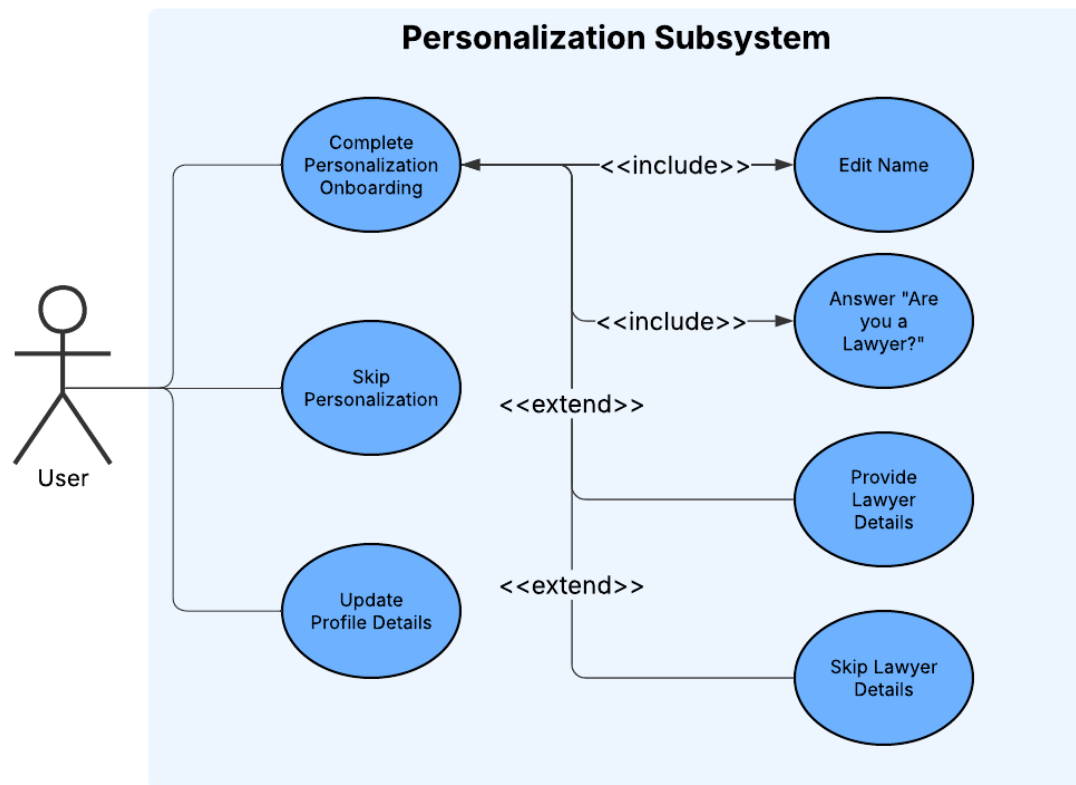 Personalization Subsystem
Complete
Personalization
Onboarding
<<include>>
Edit Name
Answer "Are
you a
Lawyer?"
<<include>>
Skip
Personalization
<<extend>>
User
Provide
Lawyer
Details
<<extend>>
Update
Profile Details
Skip Lawyer
Details